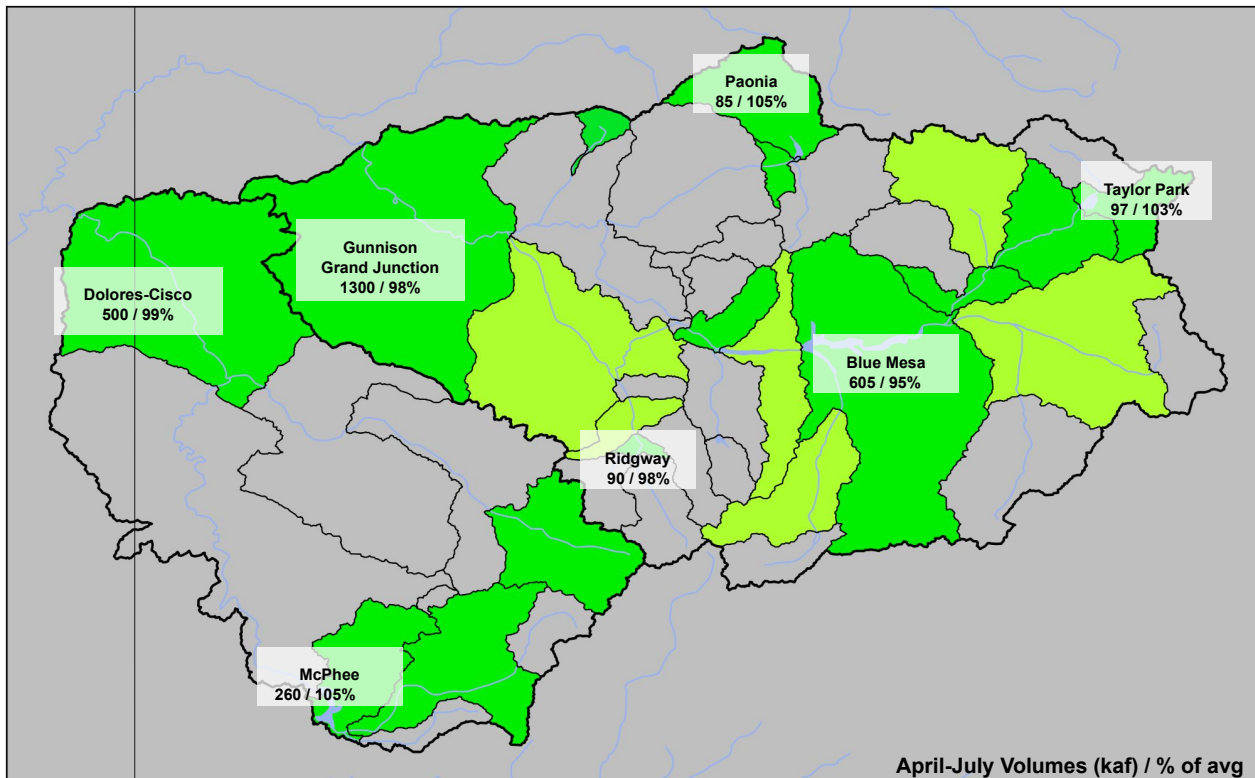 Paonia
85 / 105%
Taylor Park
97 / 103%
Gunnison
Grand Junction
1300 / 98%
Dolores-Cisco
500 / 99%
Blue Mesa
605 / 95%
Ridgway
90 / 98%
McPhee
260 / 105%
April-July Volumes (kaf) / % of avg